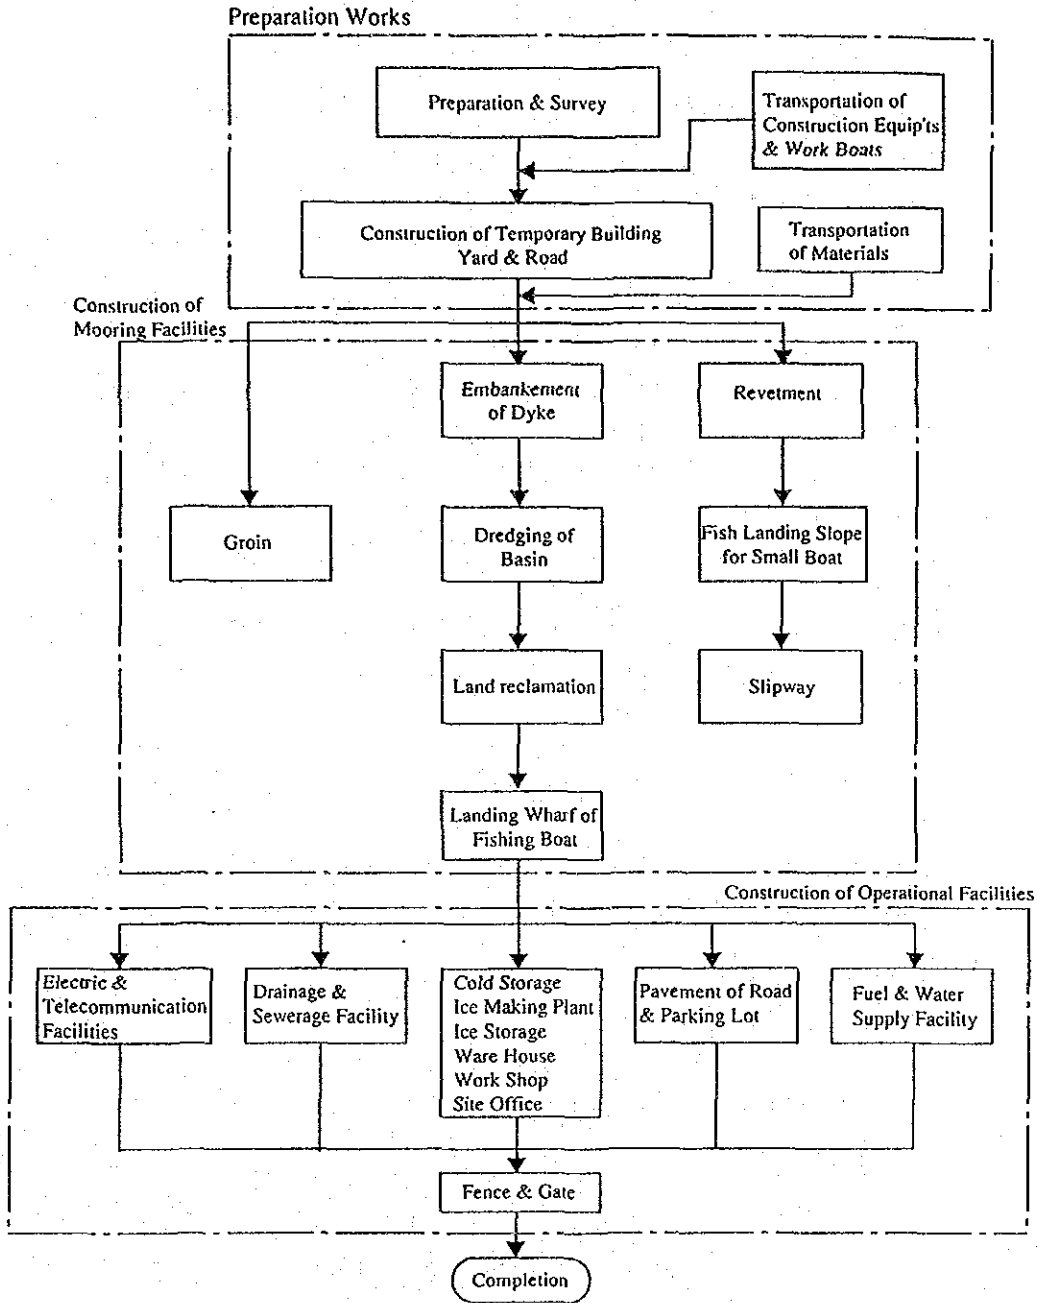 Preparation Works
Preparation & Survey
Transportation of
Construction Equip'ts
& Work Boats
Construction of Temporary Building
Yard & Road
Transportation
of Materials
Construction of
Mooring Facilities
Embankement
of Dyke
Revetment
Groin
Dredging of
Basin
Fish Landing Slope
for Small Boat
Land reclamation
Slipway
Landing Wharf of
Fishing Boat
Construction of Operational Facilities
Electric &
Telecommunication
Facilities
Drainage &
Sewerage Facility
Cold Storage
Ice Making Plant
Ice Storage
Ware House
Work Shop
Site Office
Pavement of Road
& Parking Lot
Fuel & Water
Supply Facility
Fence & Gate
Completion